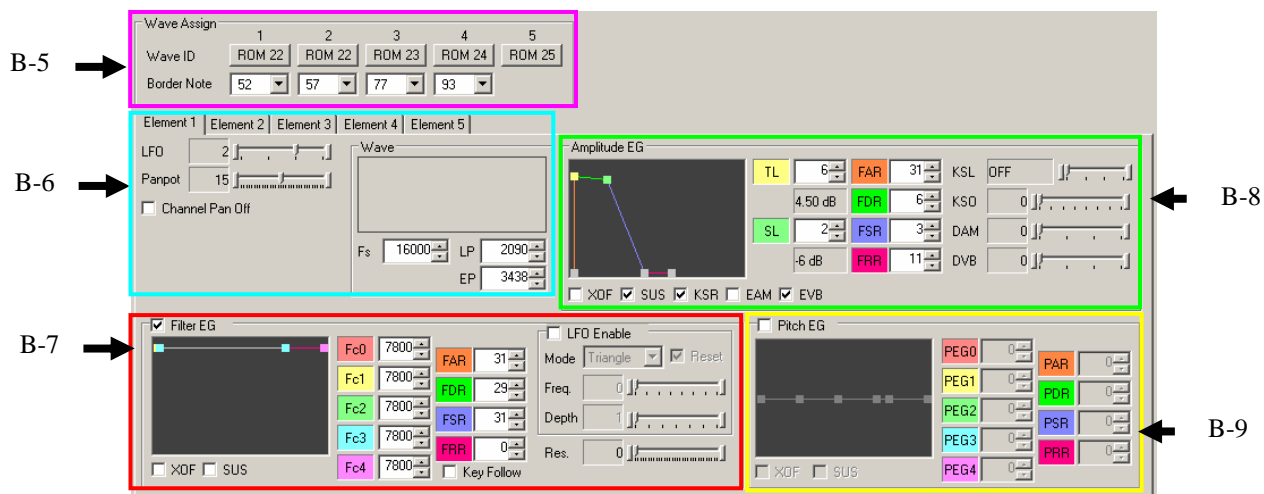 Wave Assign
1 2 3 4 5
B-5
Wave ID ROM 22 ROM 22 ROM 23 ROM 24 ROM 25
Border Note 52 57 77 93
Element 1 Element 2 Element 3 Element 4 Element 5
B-6
LFO 2
Panpot 15
Channel Pan Off
Wave
Fs 16000 LP 2090
EP 3438
Amplitude EG
TL 6 FAR 31 KSL OFF
4.50 dB FDR 6 KSO 0
SL 2 FSR 3 DAM 0
-6 dB FRR 11 DVB 0
XOF SUS KSR EAM EVB
B-8
B-7
Filter EG
Fc0 7800
Fc1 7800
Fc2 7800
Fc3 7800
Fc4 7800
FAR 31
FDR 29
FSR 31
FRR 0
Key Follow
XOF SUS
LFO Enable
Mode Triangle Reset
Freq. 0
Depth 1
Res. 0
Pitch EG
PEG0 0
PEG1 0
PEG2 0
PEG3 0
PEG4 0
PAR 0
PDR 0
PSR 0
PRR 0
XOF SUS
B-9